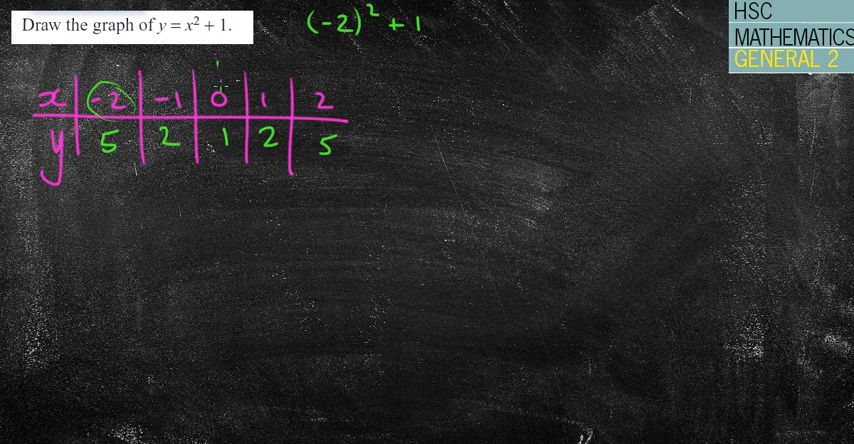 Draw the graph of y = x² + 1.
(-2)² + 1
HSC
MATHEMATICS
GENERAL 2
x -2 -1 0 1 2
y 5 2 1 2 5